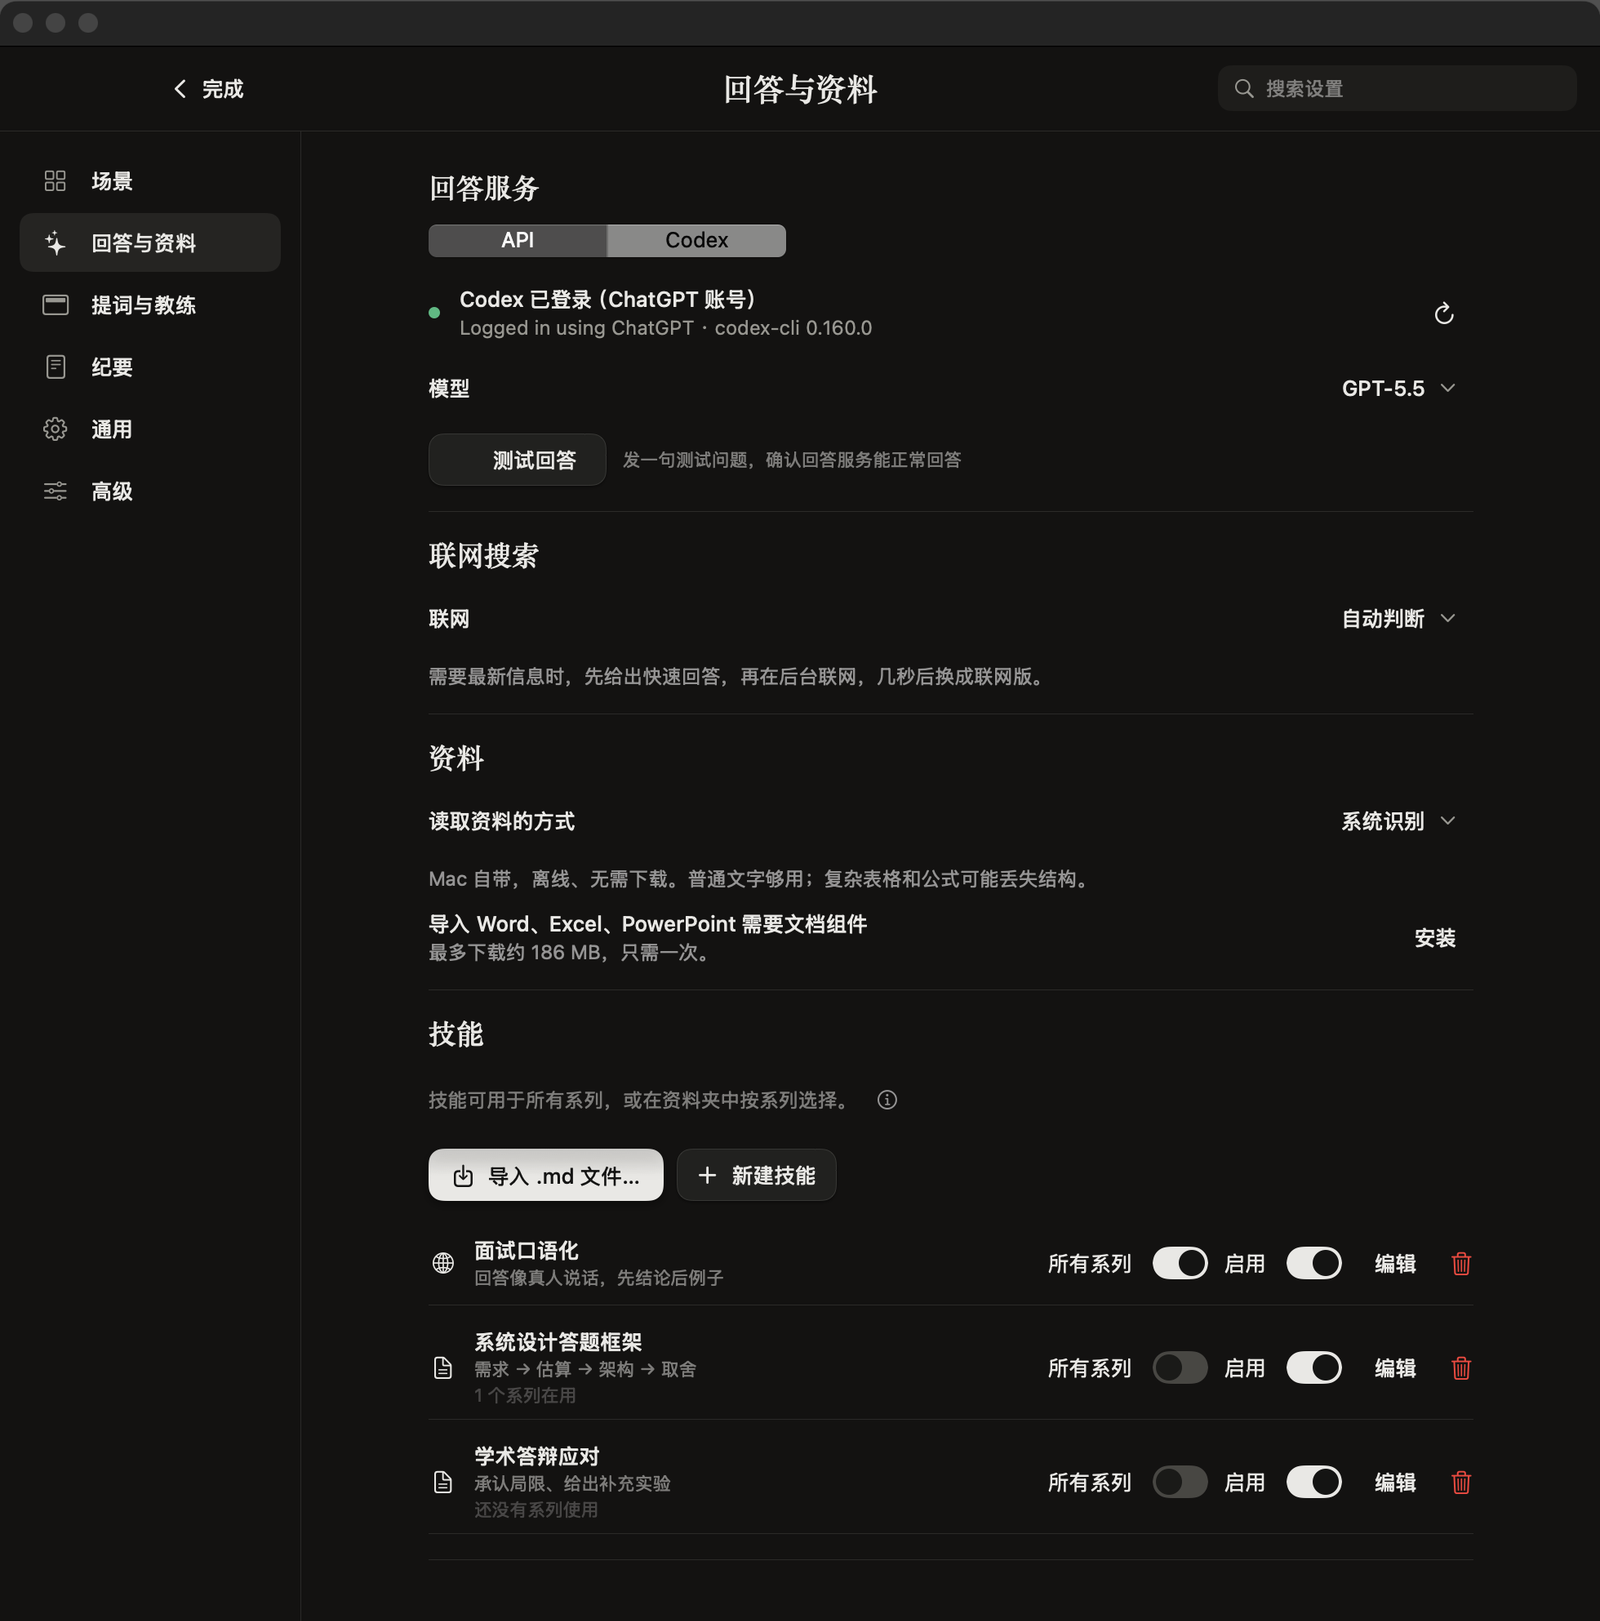 完成
回答与资料
搜索设置
场景
回答与资料
提词与教练
纪要
通用
高级
回答服务
API
Codex
Codex 已登录（ChatGPT 账号）
Logged in using ChatGPT · codex-cli 0.160.0
模型
GPT-5.5
测试回答
发一句测试问题，确认回答服务能正常回答
联网搜索
联网
自动判断
需要最新信息时，先给出快速回答，再在后台联网，几秒后换成联网版。
资料
读取资料的方式
系统识别
Mac 自带，离线、无需下载。普通文字够用；复杂表格和公式可能丢失结构。
导入 Word、Excel、PowerPoint 需要文档组件
最多下载约 186 MB，只需一次。
安装
技能
技能可用于所有系列，或在资料夹中按系列选择。
导入 .md 文件...
新建技能
面试口语化
回答像真人说话，先结论后例子
所有系列
启用
编辑
系统设计答题框架
需求 → 估算 → 架构 → 取舍
1 个系列在用
所有系列
启用
编辑
学术答辩应对
承认局限、给出补充实验
还没有系列使用
所有系列
启用
编辑